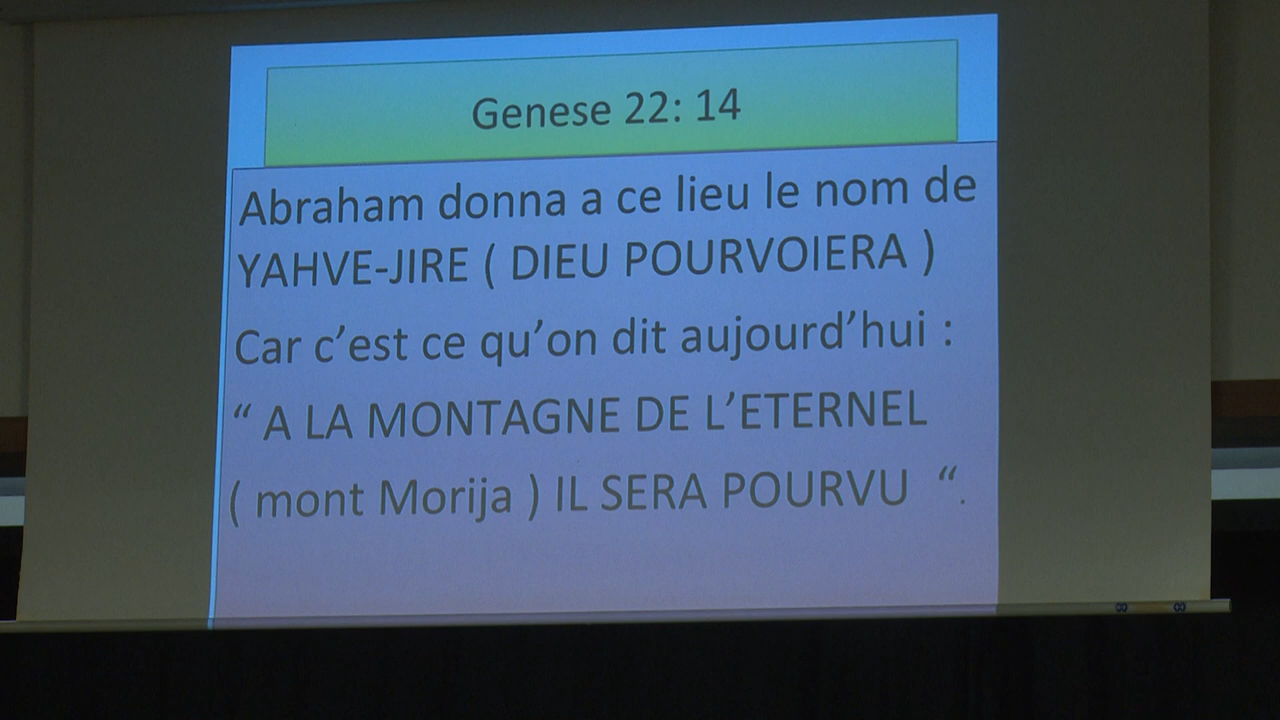 Genese 22: 14
Abraham donna a ce lieu le nom de
YAHVE-JIRE ( DIEU POURVOIERA )
Car c’est ce qu’on dit aujourd’hui :
“ A LA MONTAGNE DE L’ETERNEL
( mont Morija ) IL SERA POURVU “.